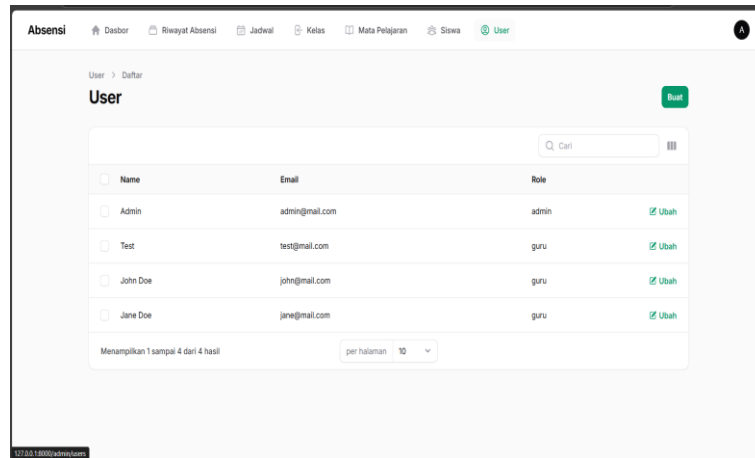 Absensi Dasbor Riwayat Absensi Jadwal Kelas Mata Pelajaran Siswa User A
User > Daftar
User Buat
Cari
Name Email Role
Admin admin@mail.com admin Ubah
Test test@mail.com guru Ubah
John Doe john@mail.com guru Ubah
Jane Doe jane@mail.com guru Ubah
Menampilkan 1 sampai 4 dari 4 hasil per halaman 10
127.0.0.1:8000/admin/users